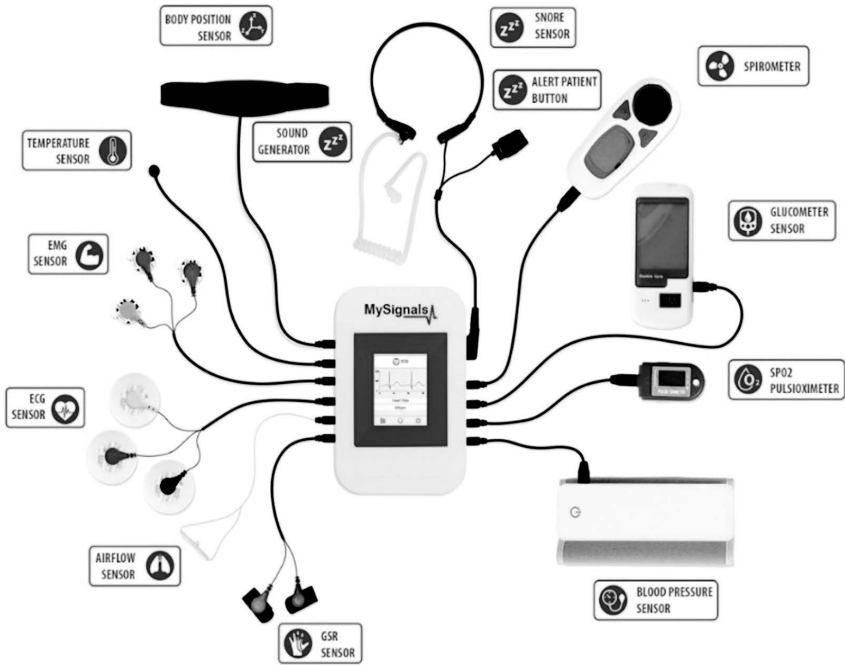 BODY POSITION
SENSOR
SNORE
SENSOR
ALERT PATIENT
BUTTON
SPIROMETER
SOUND
GENERATOR
TEMPERATURE
SENSOR
GLUCOMETER
SENSOR
EMG
SENSOR
MySignals
ECG
SPO2
PULSIOXIMETER
ECG
SENSOR
AIRFLOW
SENSOR
BLOOD PRESSURE
SENSOR
GSR
SENSOR